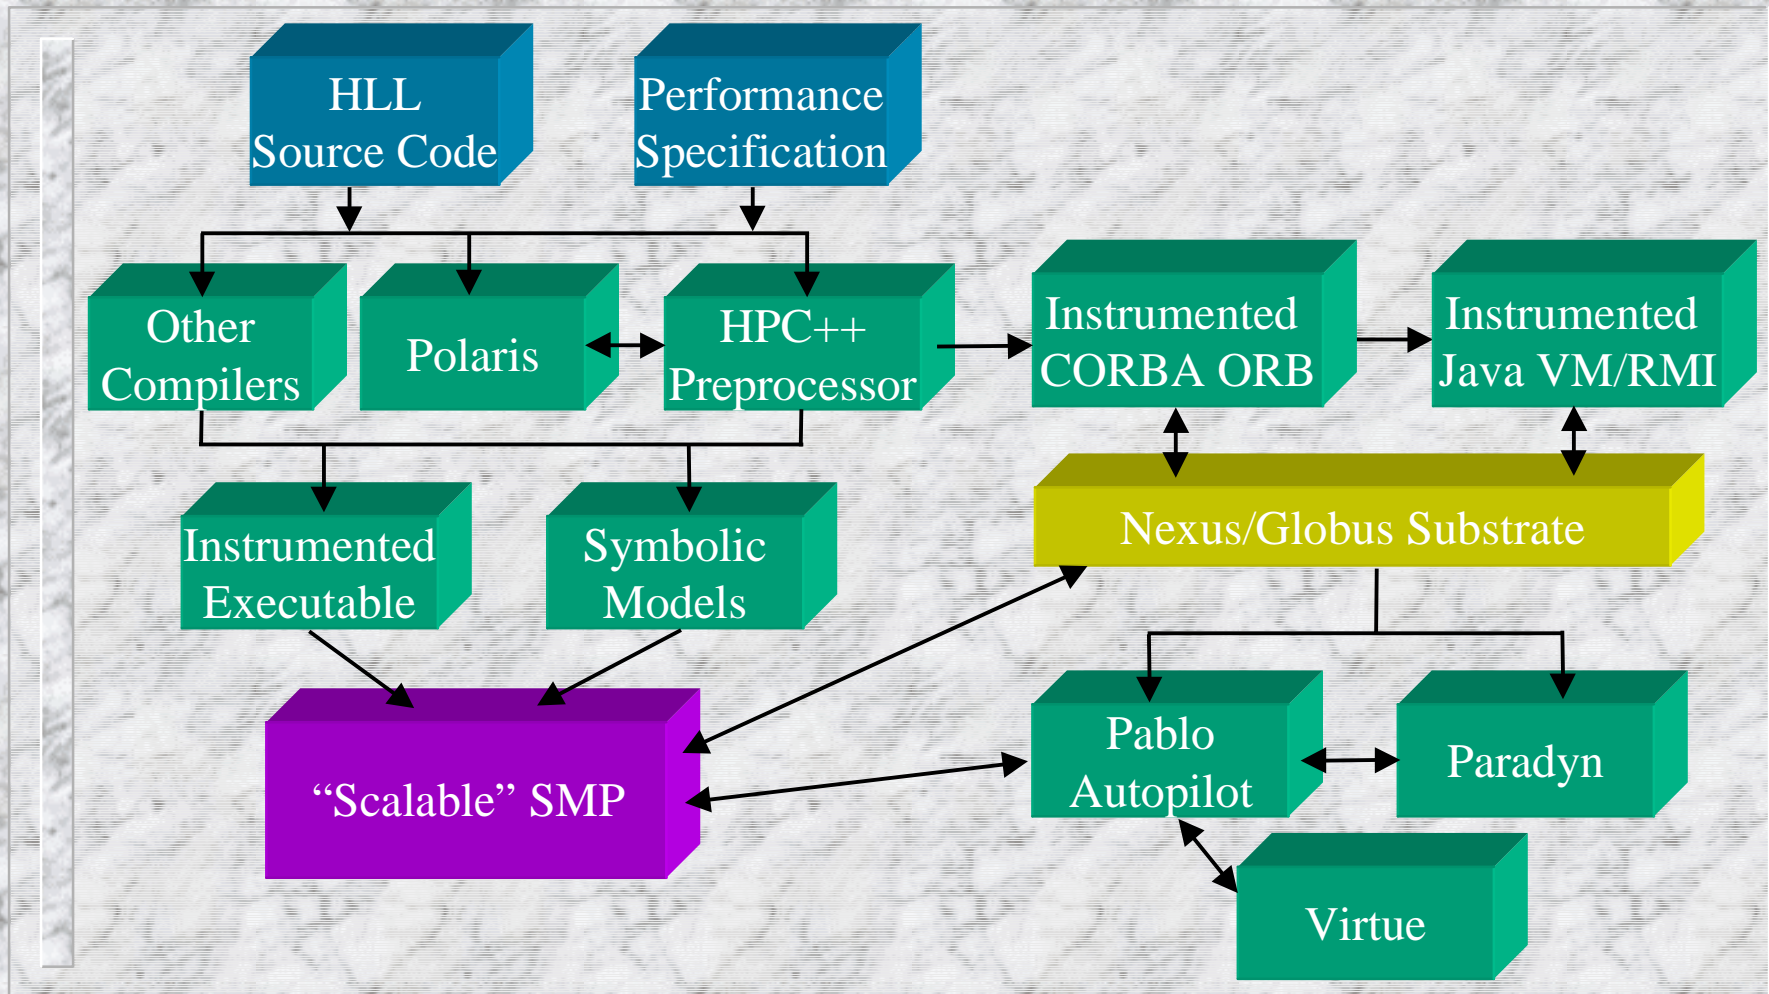 HLL
Source Code
Performance
Specification
Other
Compilers
Polaris
HPC++
Preprocessor
Instrumented
CORBA ORB
Instrumented
Java VM/RMI
Instrumented
Executable
Symbolic
Models
Nexus/Globus Substrate
“Scalable” SMP
Pablo
Autopilot
Paradyn
Virtue